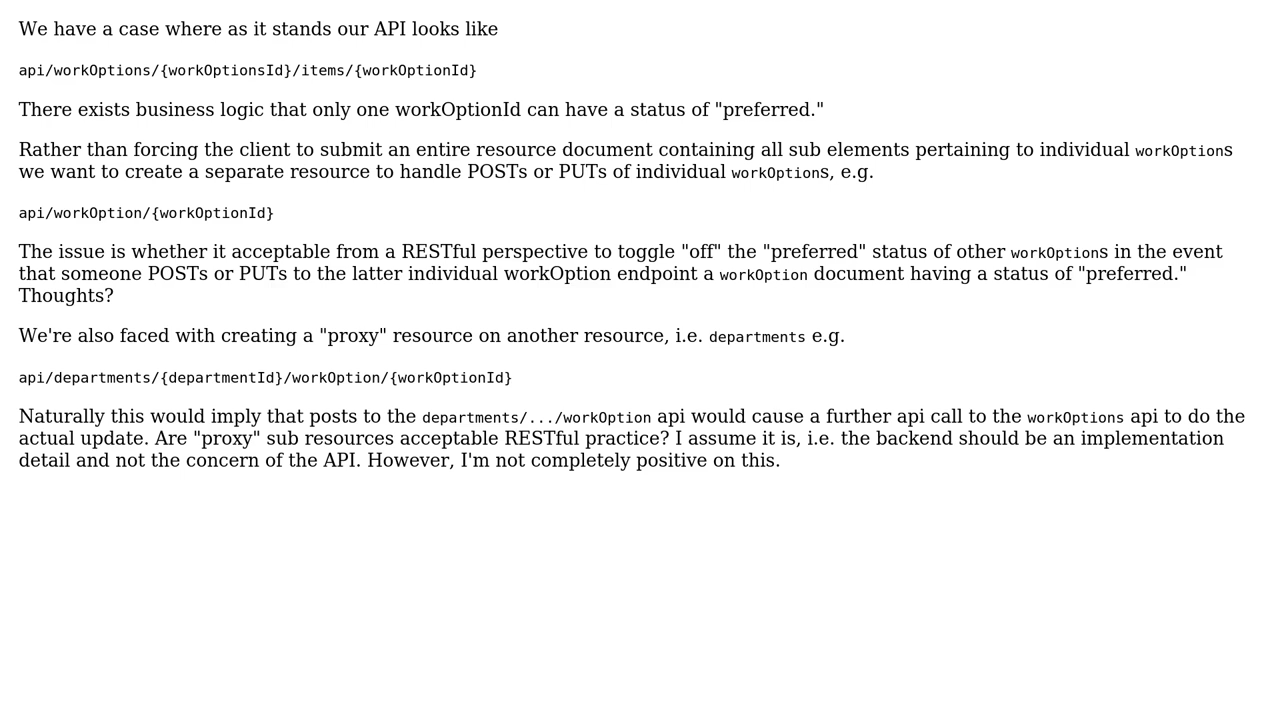 We have a case where as it stands our API looks like
api/workOptions/{workOptionsId}/items/{workOptionId}
There exists business logic that only one workOptionId can have a status of "preferred."
Rather than forcing the client to submit an entire resource document containing all sub elements pertaining to individual workOptions
we want to create a separate resource to handle POSTs or PUTs of individual workOptions, e.g.
api/workOption/{workOptionId}
The issue is whether it acceptable from a RESTful perspective to toggle "off" the "preferred" status of other workOptions in the event
that someone POSTs or PUTs to the latter individual workOption endpoint a workOption document having a status of "preferred."
Thoughts?
We're also faced with creating a "proxy" resource on another resource, i.e. departments e.g.
api/departments/{departmentId}/workOption/{workOptionId}
Naturally this would imply that posts to the departments/.../workOption api would cause a further api call to the workOptions api to do the
actual update. Are "proxy" sub resources acceptable RESTful practice? I assume it is, i.e. the backend should be an implementation
detail and not the concern of the API. However, I'm not completely positive on this.